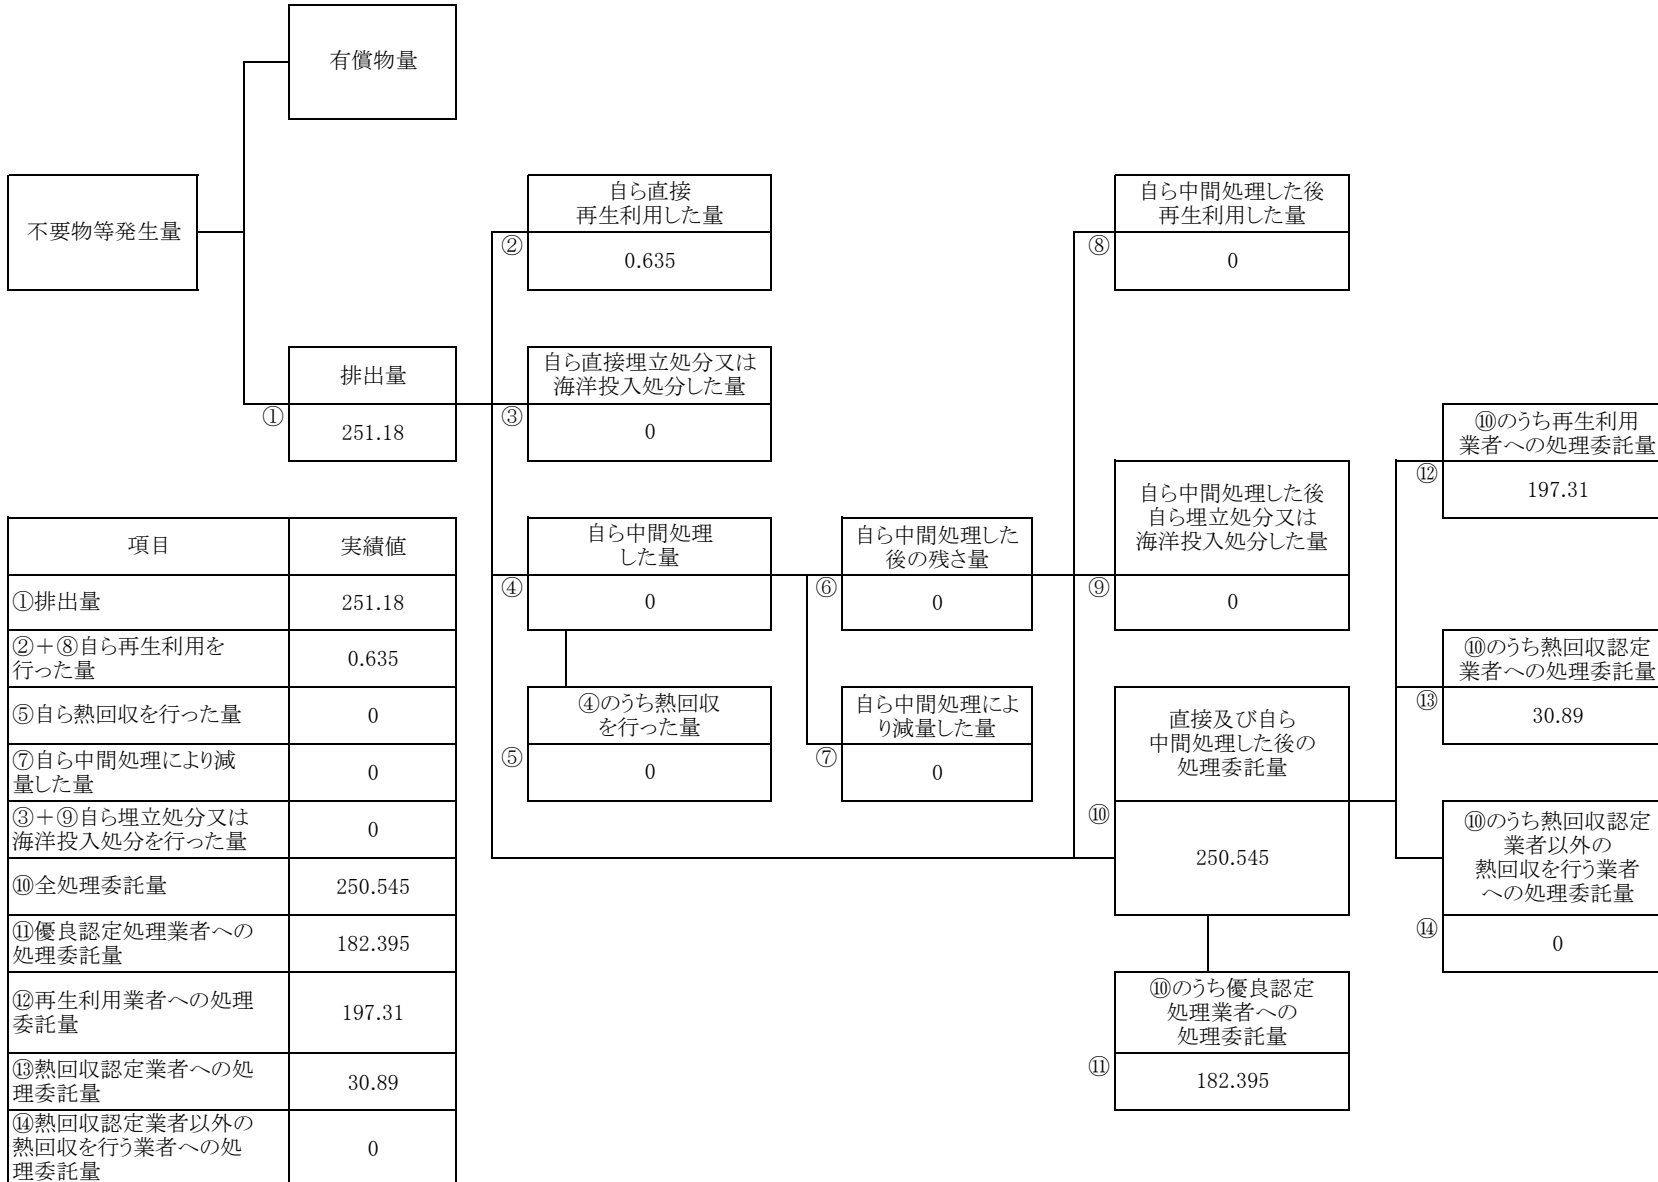 有償物量
不要物等発生量
自ら直接
再生利用した量
②
0.635
自ら中間処理した後
再生利用した量
⑧
0
排出量
①
251.18
自ら直接埋立処分又は
海洋投入処分した量
③
0
⑩のうち再生利用
業者への処理委託量
⑫
197.31
自ら中間処理
した量
④
0
自ら中間処理した
後の残さ量
⑥
0
自ら中間処理した後
自ら埋立処分又は
海洋投入処分した量
⑨
0
⑩のうち熱回収認定
業者への処理委託量
⑬
30.89
④のうち熱回収
を行った量
⑤
0
自ら中間処理によ
り減量した量
⑦
0
直接及び自ら
中間処理した後の
処理委託量
⑩
250.545
⑩のうち熱回収認定
業者以外の
熱回収を行う業者
への処理委託量
⑭
0
⑩のうち優良認定
処理業者への
処理委託量
⑪
182.395
項目
実績値
①排出量
251.18
②+⑧自ら再生利用を
行った量
0.635
⑤自ら熱回収を行った量
0
⑦自ら中間処理により減
量した量
0
③+⑨自ら埋立処分又は
海洋投入処分を行った量
0
⑩全処理委託量
250.545
⑪優良認定処理業者への
処理委託量
182.395
⑫再生利用業者への処理
委託量
197.31
⑬熱回収認定業者への処
理委託量
30.89
⑭熱回収認定業者以外の
熱回収を行う業者への処
理委託量
0